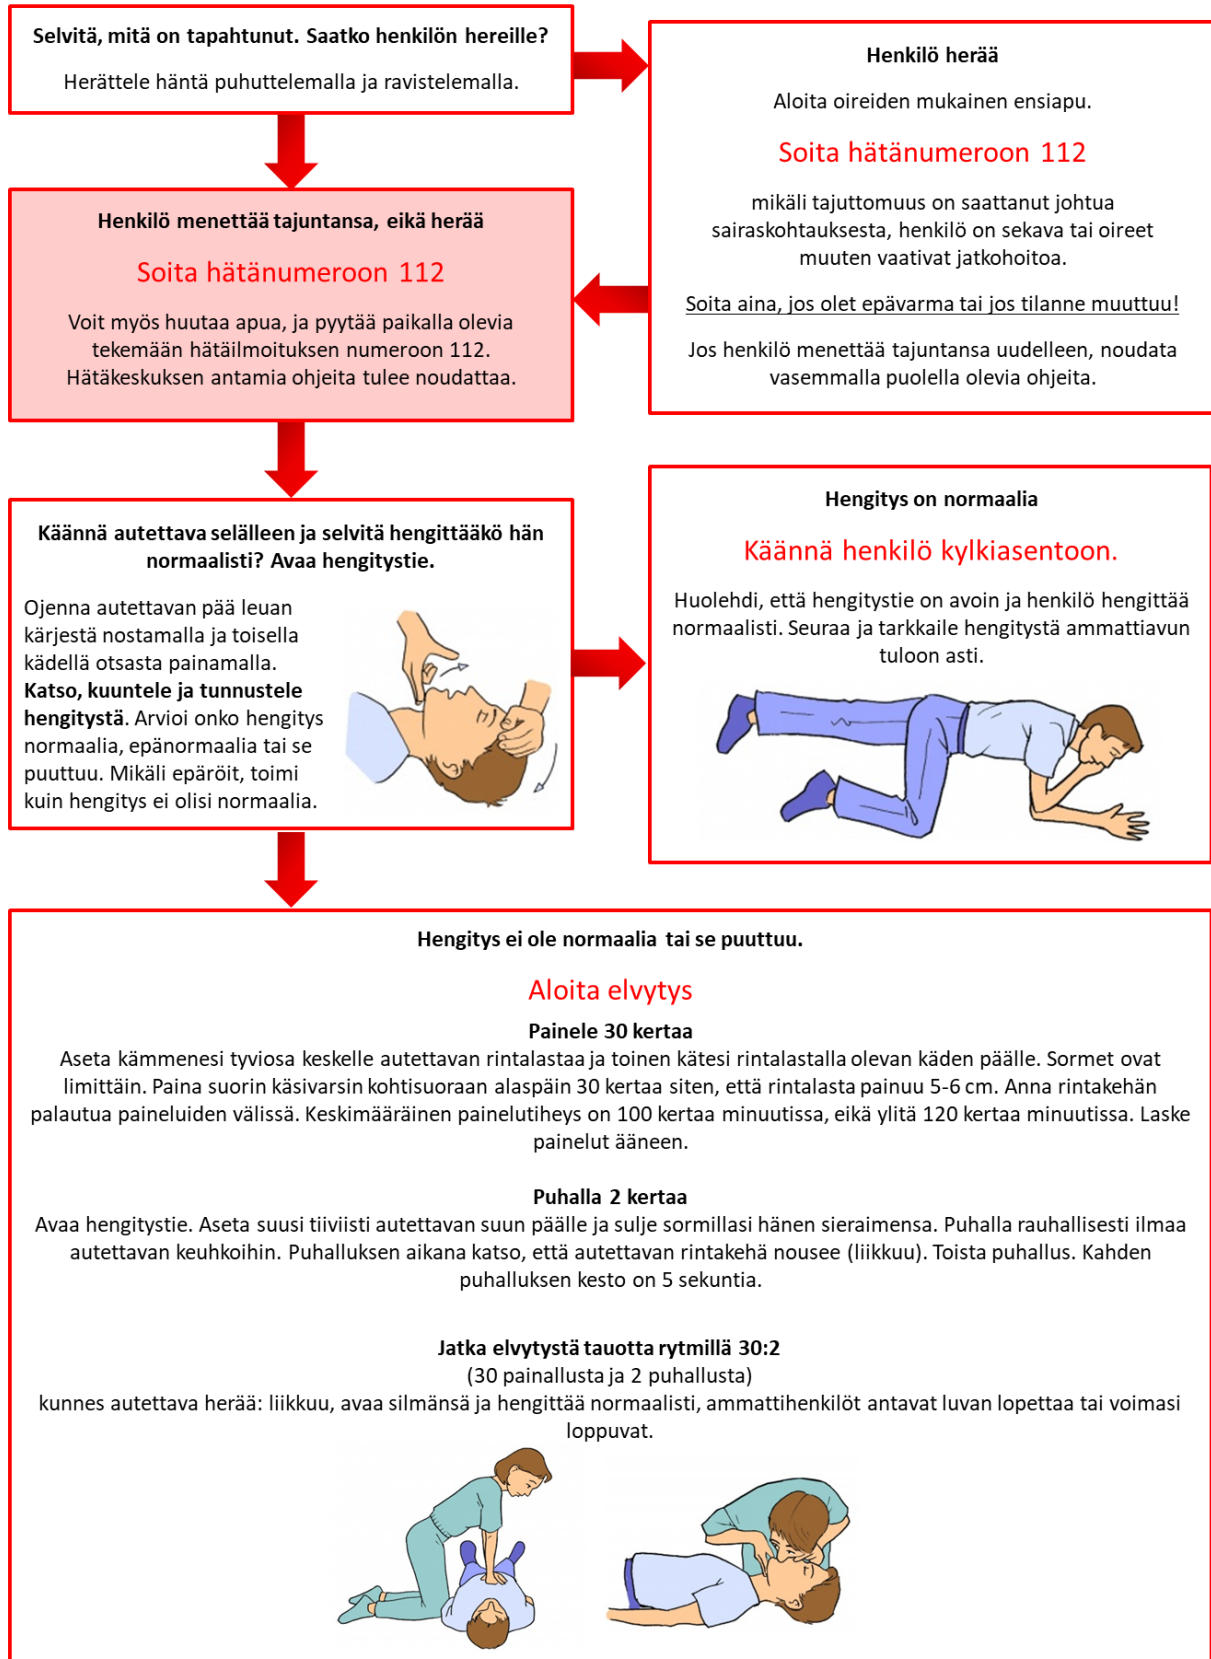 Selvitä, mitä on tapahtunut. Saatko henkilön hereille?
Herättele häntä puhuttelemalla ja ravistelemalla.
Henkilö herää
Aloita oireiden mukainen ensiapu.
Soita hätänumeroon 112
mikäli tajuttomuus on saattanut johtua
sairaskohtauksesta, henkilö on sekava tai oireet
muuten vaativat jatkohoitoa.
Soita aina, jos olet epävarma tai jos tilanne muuttuu!
Jos henkilö menettää tajuntansa uudelleen, noudata
vasemmalla puolella olevia ohjeita.
Henkilö menettää tajuntansa, eikä herää
Soita hätänumeroon 112
Voit myös huutaa apua, ja pyytää paikalla olevia
tekemään hätäilmoituksen numeroon 112.
Hätäkeskuksen antamia ohjeita tulee noudattaa.
Käännä autettava selälleen ja selvitä hengittääkö hän
normaalisti? Avaa hengitystie.
Ojenna autettavan pää leuan
kärjestä nostamalla ja toisella
kädellä otsasta painamalla.
Katso, kuuntele ja tunnustele
hengitystä. Arvioi onko hengitys
normaalia, epänormaalia tai se
puuttuu. Mikäli epäröit, toimi
kuin hengitys ei olisi normaalia.
Hengitys on normaalia
Käännä henkilö kylkiasentoon.
Huolehdi, että hengitystie on avoin ja henkilö hengittää
normaalisti. Seuraa ja tarkkaile hengitystä ammattiavun
tuloon asti.
Hengitys ei ole normaalia tai se puuttuu.
Aloita elvytys
Painele 30 kertaa
Aseta kämmenesi tyviosa keskelle autettavan rintalastaa ja toinen kätesi rintalastalla olevan käden päälle. Sormet ovat
limittäin. Paina suorin käsivarsin kohtisuoraan alaspäin 30 kertaa siten, että rintalasta painuu 5-6 cm. Anna rintakehän
palautua paineluiden välissä. Keskimääräinen painelutiheys on 100 kertaa minuutissa, eikä ylitä 120 kertaa minuutissa. Laske
painelut ääneen.
Puhalla 2 kertaa
Avaa hengitystie. Aseta suusi tiiviisti autettavan suun päälle ja sulje sormillasi hänen sieraimensa. Puhalla rauhallisesti ilmaa
autettavan keuhkoihin. Puhalluksen aikana katso, että autettavan rintakehä nousee (liikkuu). Toista puhallus. Kahden
puhalluksen kesto on 5 sekuntia.
Jatka elvytystä tauotta rytmillä 30:2
(30 painallusta ja 2 puhallusta)
kunnes autettava herää: liikkuu, avaa silmänsä ja hengittää normaalisti, ammattihenkilöt antavat luvan lopettaa tai voimasi
loppuvat.